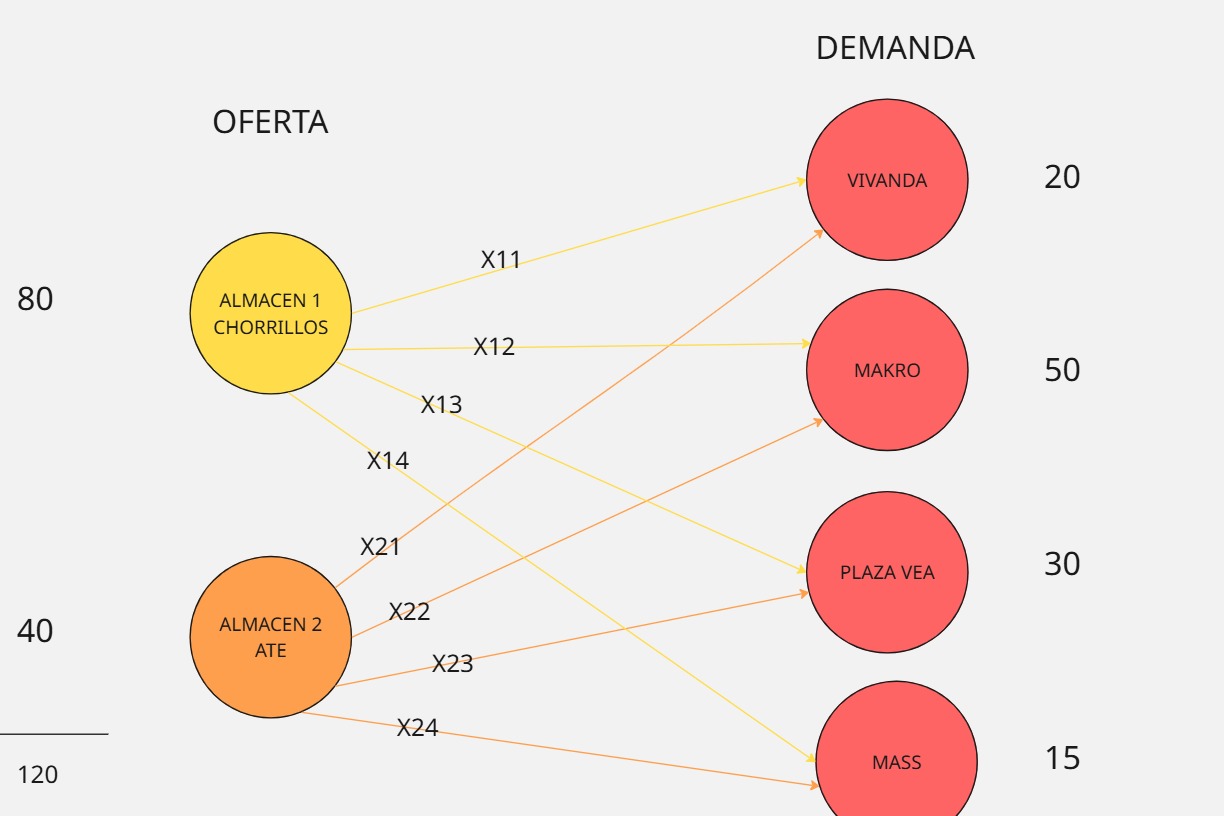 DEMANDA
OFERTA
VIVANDA
20
X11
80
ALMACEN 1
CHORRILLOS
X12
MAKRO
50
X13
X14
X21
PLAZA VEA
30
X22
40
ALMACEN 2
ATE
X23
X24
MASS
15
120